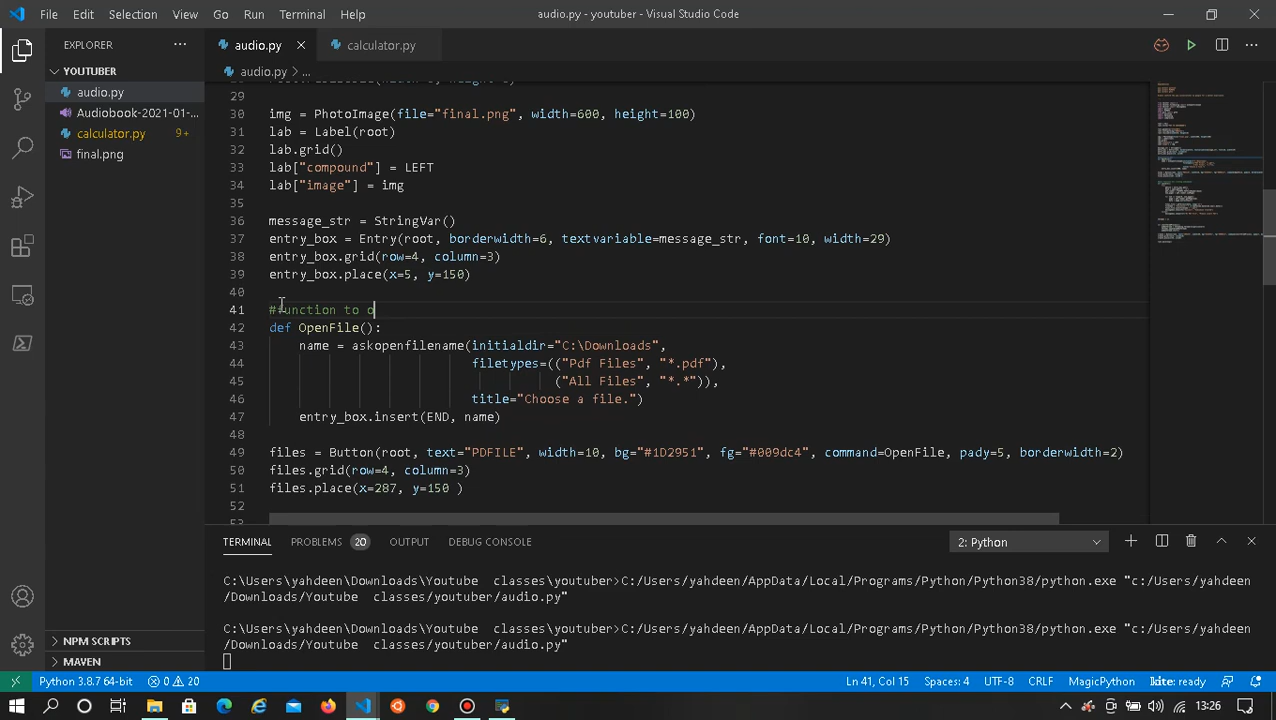 File Edit Selection View Go Run Terminal Help audio.py - youtuber - Visual Studio Code
EXPLORER
audio.py
calculator.py
YOUTUBER
audio.py
Audiobook-2021-01-...
calculator.py 9+
final.png
audio.py > ...
29
30 img = PhotoImage(file="final.png", width=600, height=100)
31 lab = Label(root)
32 lab.grid()
33 lab["compound"] = LEFT
34 lab["image"] = img
35
36 message_str = StringVar()
37 entry_box = Entry(root, borderwidth=6, textvariable=message_str, font=10, width=29)
38 entry_box.grid(row=4, column=3)
39 entry_box.place(x=5, y=150)
40
41 #function to o
42 def OpenFile():
43 name = askopenfilename(initialdir="C:\Downloads",
44 filetypes=(("Pdf Files", "*.pdf"),
45 ("All Files", "*.*")),
46 title="Choose a file.")
47 entry_box.insert(END, name)
48
49 files = Button(root, text="PDFILE", width=10, bg="#1D2951", fg="#009dc4", command=OpenFile, pady=5, borderwidth=2)
50 files.grid(row=4, column=3)
51 files.place(x=287, y=150 )
52
53
TERMINAL PROBLEMS 20 OUTPUT DEBUG CONSOLE 2: Python
C:\Users\yahdeen\Downloads\Youtube classes\youtuber>C:/Users/yahdeen/AppData/Local/Programs/Python/Python38/python.exe "c:/Users/yahdeen
/Downloads/Youtube classes/youtuber/audio.py"
C:\Users\yahdeen\Downloads\Youtube classes\youtuber>C:/Users/yahdeen/AppData/Local/Programs/Python/Python38/python.exe "c:/Users/yahdeen
/Downloads/Youtube classes/youtuber/audio.py"
NPM SCRIPTS
MAVEN
Python 3.8.7 64-bit 0 20 Ln 41, Col 15 Spaces: 4 UTF-8 CRLF MagicPython kite: ready
13:26